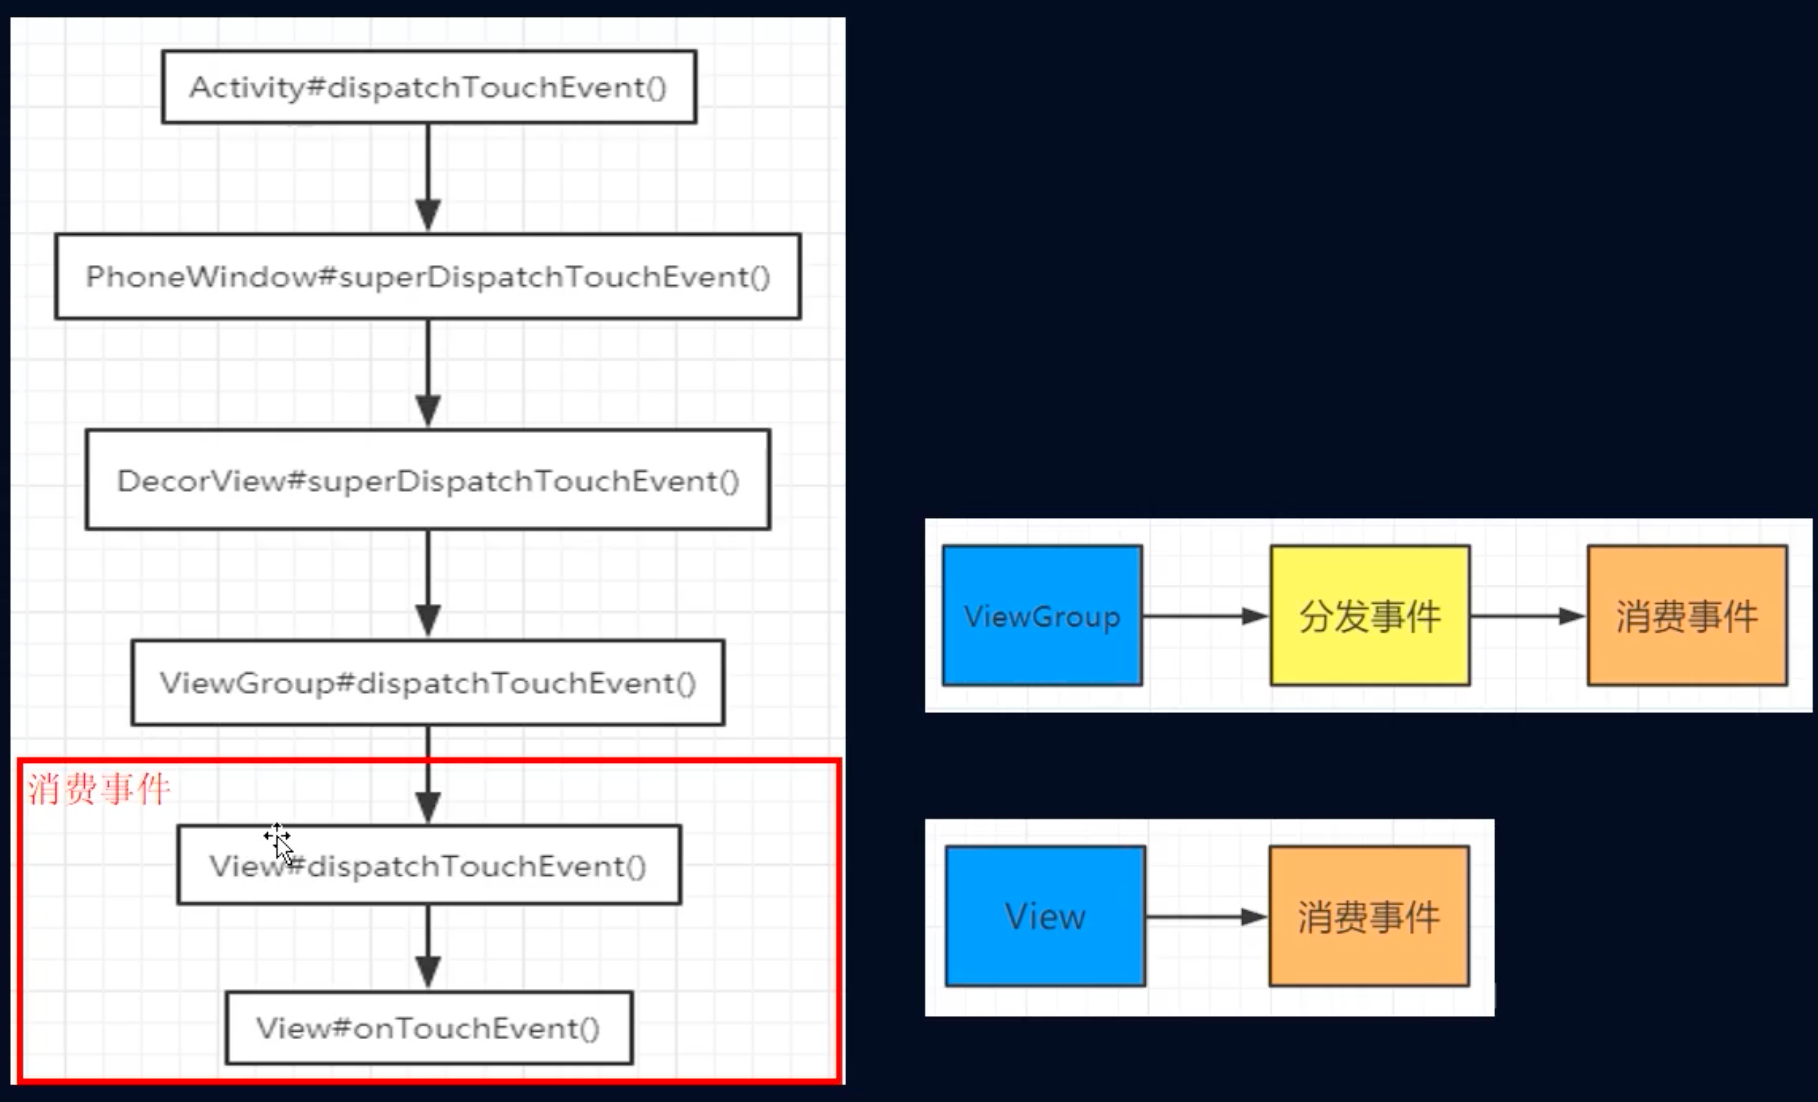 Activity#dispatchTouchEvent()
PhoneWindow#superDispatchTouchEvent()
DecorView#superDispatchTouchEvent()
ViewGroup#dispatchTouchEvent()
消费事件
View#dispatchTouchEvent()
View#onTouchEvent()
ViewGroup
分发事件
消费事件
View
消费事件